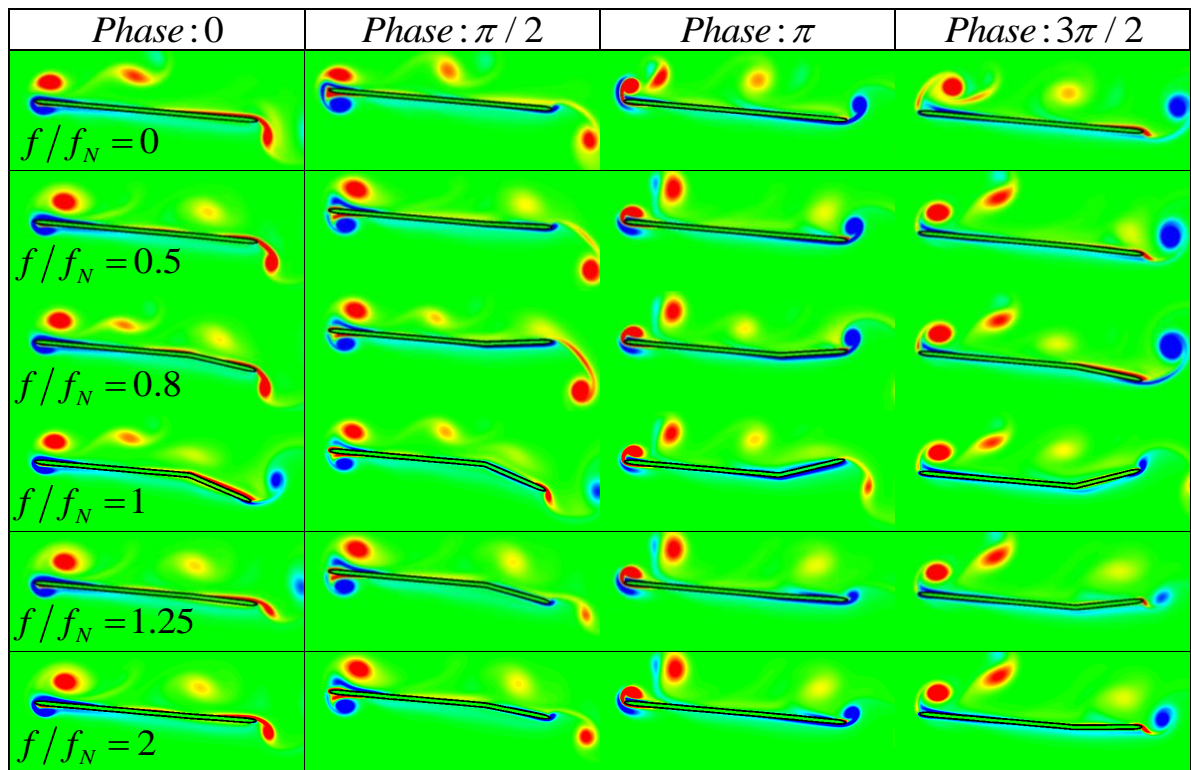 Phase : 0 Phase : π / 2 Phase : π Phase : 3π / 2
f / f_N = 0
f / f_N = 0.5
f / f_N = 0.8
f / f_N = 1
f / f_N = 1.25
f / f_N = 2